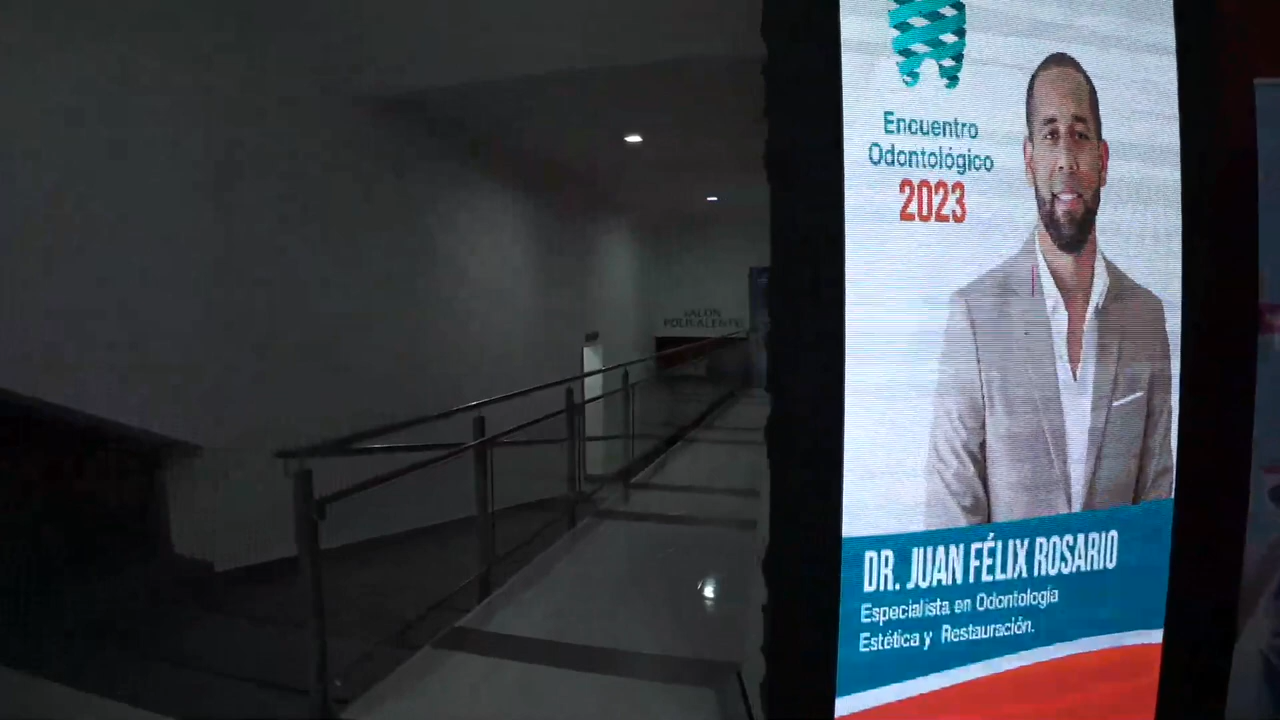 SALON
POLIVALENTE
Encuentro
Odontológico
2023
DR. JUAN FÉLIX ROSARIO
Especialista en Odontología
Estética y Restauración.